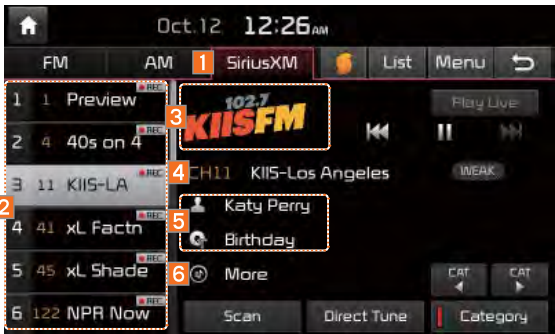 Oct.12 12:26 AM
FM AM 1 SiriusXM List Menu
1 1 Preview REC
2 4 40s on 4 REC
3 11 KIIS-LA REC
4 41 xL Factn REC
5 45 xL Shade REC
6 122 NPR Now REC
2
3
102.7
KIISFM
Play Live
4 CH11 KIIS-Los Angeles WEAK
5
Katy Perry
Birthday
6 More
CAT CAT
Scan Direct Tune Category